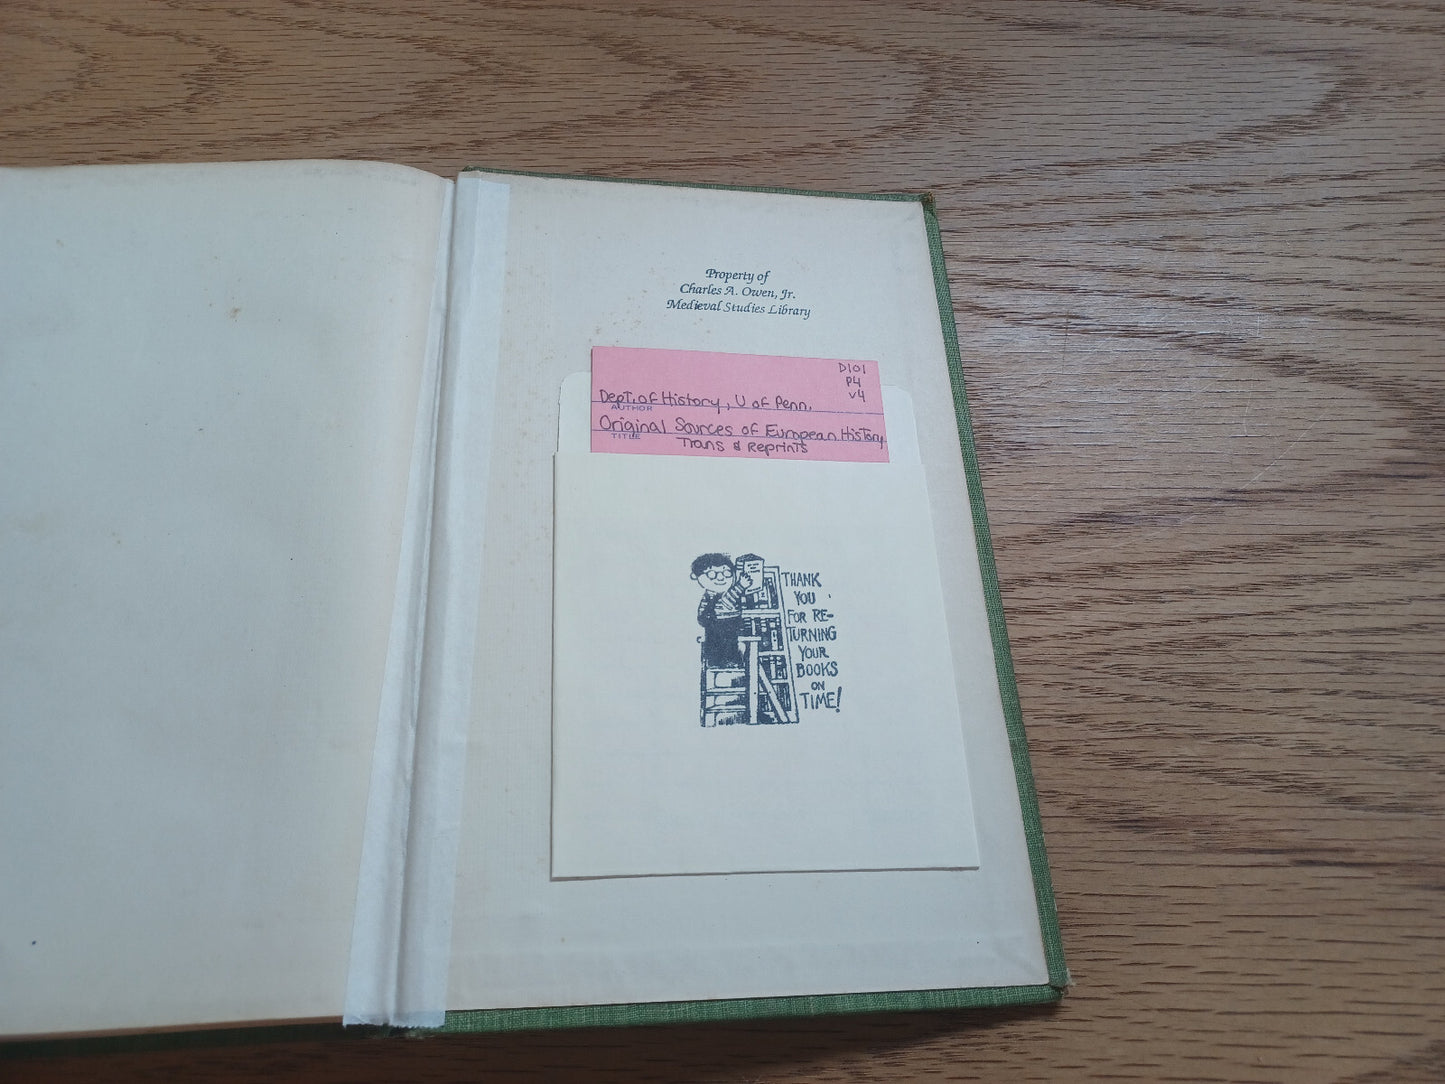 Property of
Charles A. Owen, Jr.
Medieval Studies Library
D101
P4
v4
Dept. of History, U of Penn.
AUTHOR
Original Sources of European History
TITLE
Trans & Reprints
THANK
YOU
FOR RE-
TURNING
YOUR
BOOKS
ON
TIME!